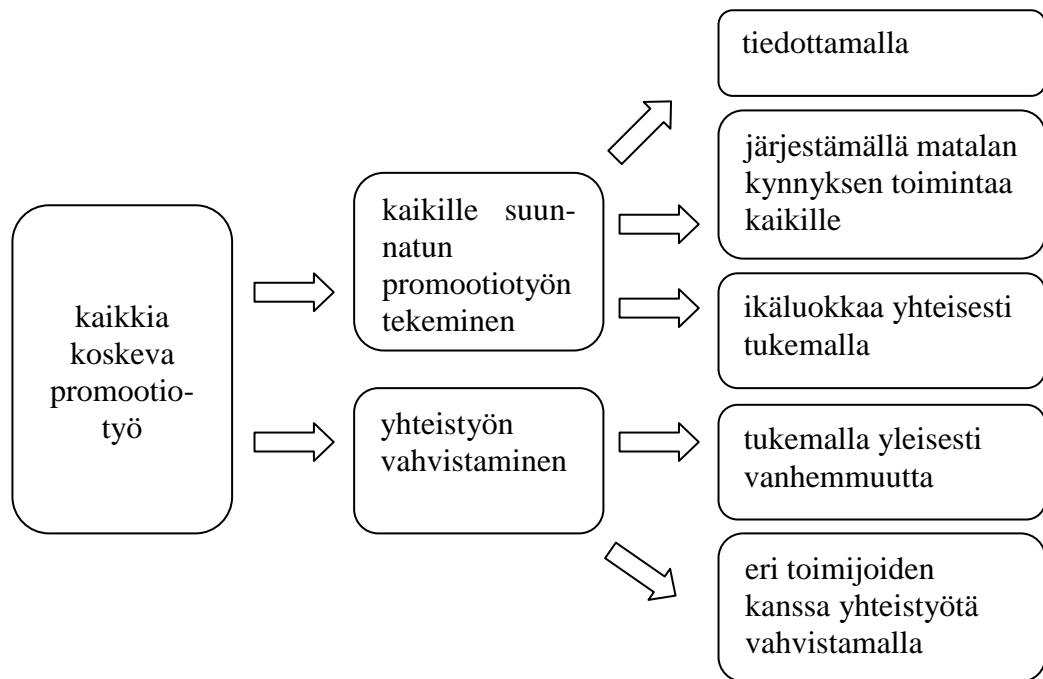 kaikkia
koskeva
promootio-
työ
kaikille suun-
natun
promootiotyön
tekeminen
yhteistyön
vahvistaminen
tiedottamalla
järjestämällä matalan
kynnyksen toimintaa
kaikille
ikäluokkaa yhteisesti
tukemalla
tukemalla yleisesti
vanhemmuutta
eri toimijoiden
kanssa yhteistyötä
vahvistamalla